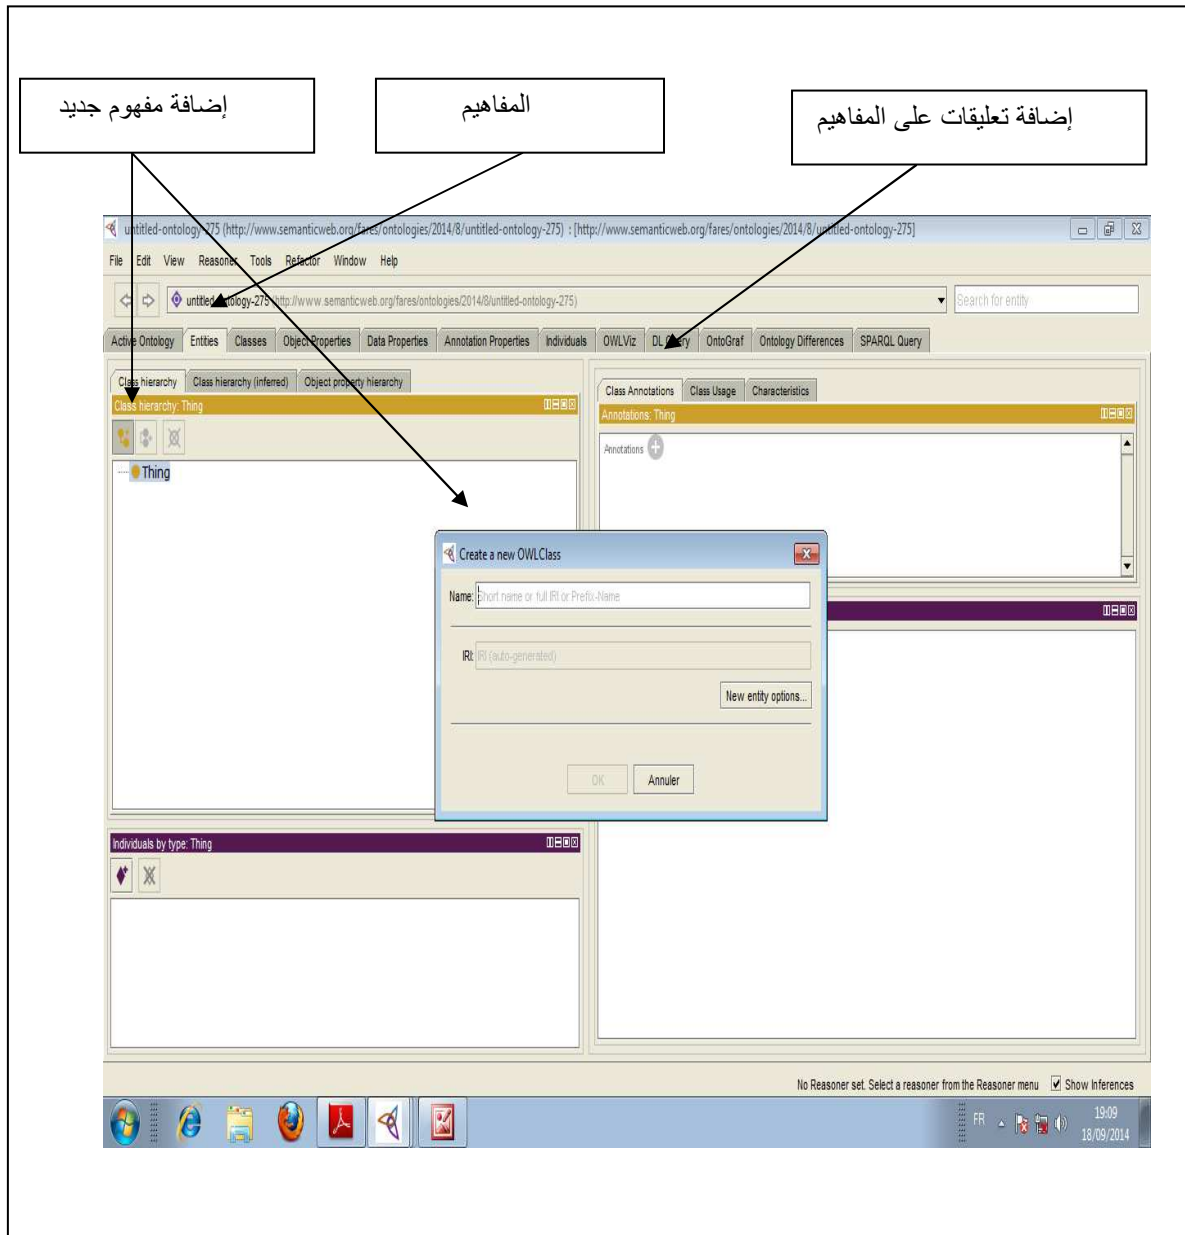 إضافة مفهوم جديد
المفاهيم
إضافة تعليقات على المفاهيم
untitled-ontology-275 (http://www.semanticweb.org/fares/ontologies/2014/8/untitled-ontology-275) : [http://www.semanticweb.org/fares/ontologies/2014/8/untitled-ontology-275]
File Edit View Reasoner Tools Refactor Window Help
untitled-ontology-275 (http://www.semanticweb.org/fares/ontologies/2014/8/untitled-ontology-275)
Search for entity
Active Ontology Entities Classes Object Properties Data Properties Annotation Properties Individuals OWLViz DL Query OntoGraf Ontology Differences SPARQL Query
Class hierarchy Class hierarchy (inferred) Object property hierarchy
Class hierarchy: Thing
Thing
Class Annotations Class Usage Characteristics
Annotations: Thing
Annotations
Create a new OWLClass
Name: Short name or full IRI or Prefix-Name
IRI: IRI (auto-generated)
New entity options...
OK Annuler
Individuals by type: Thing
No Reasoner set. Select a reasoner from the Reasoner menu Show Inferences
FR
19:09
18/09/2014